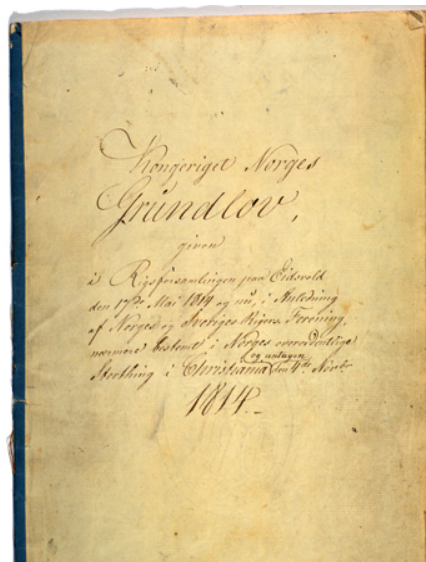 Kongeriget Norges
Grundlov,
given
i Rigsforsamlingen paa Eidsvold
den 17de Mai 1814 og nu, i Anledning
af Norges og Sveriges Rigers Forening,
nærmere bestemt i Norges overordentlige
og antagen
Storthing i Christiania den 4de Novbr
1814.-